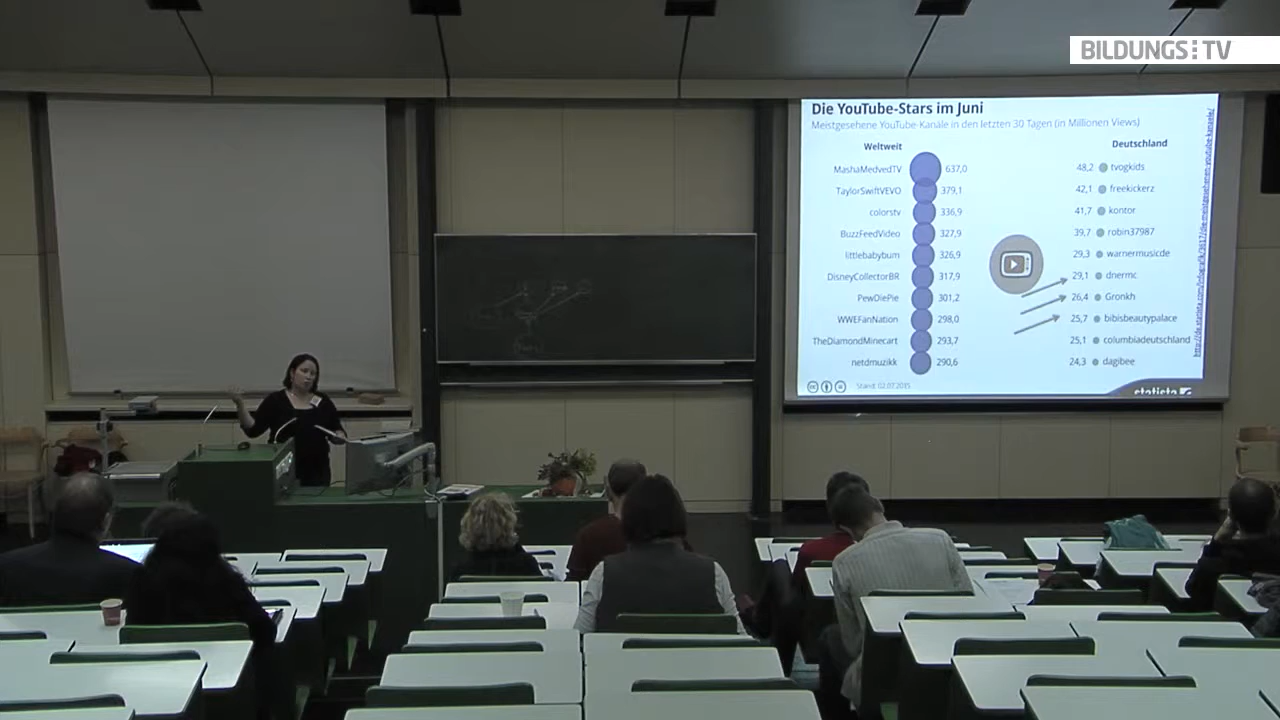 BILDUNGS:TV
Die YouTube-Stars im Juni
Meistgesehene YouTube-Kanäle in den letzten 30 Tagen (in Millionen Views)
Weltweit
MashaMedvedTV 637,0
TaylorSwiftVEVO 379,1
colorstv 336,9
BuzzFeedVideo 327,9
littlebabybum 326,9
DisneyCollectorBR 317,9
PewDiePie 301,2
WWEFanNation 298,0
TheDiamondMinecart 293,7
netdmuzikk 290,6
Deutschland
48,2 tvogkids
42,1 freekickerz
41,7 kontor
39,7 robin37987
29,3 warnermusicde
29,1 dnermc
26,4 Gronkh
25,7 bibisbeautypalace
25,1 columbiadeutschland
24,3 dagibee
Stand: 02.07.2015
statista